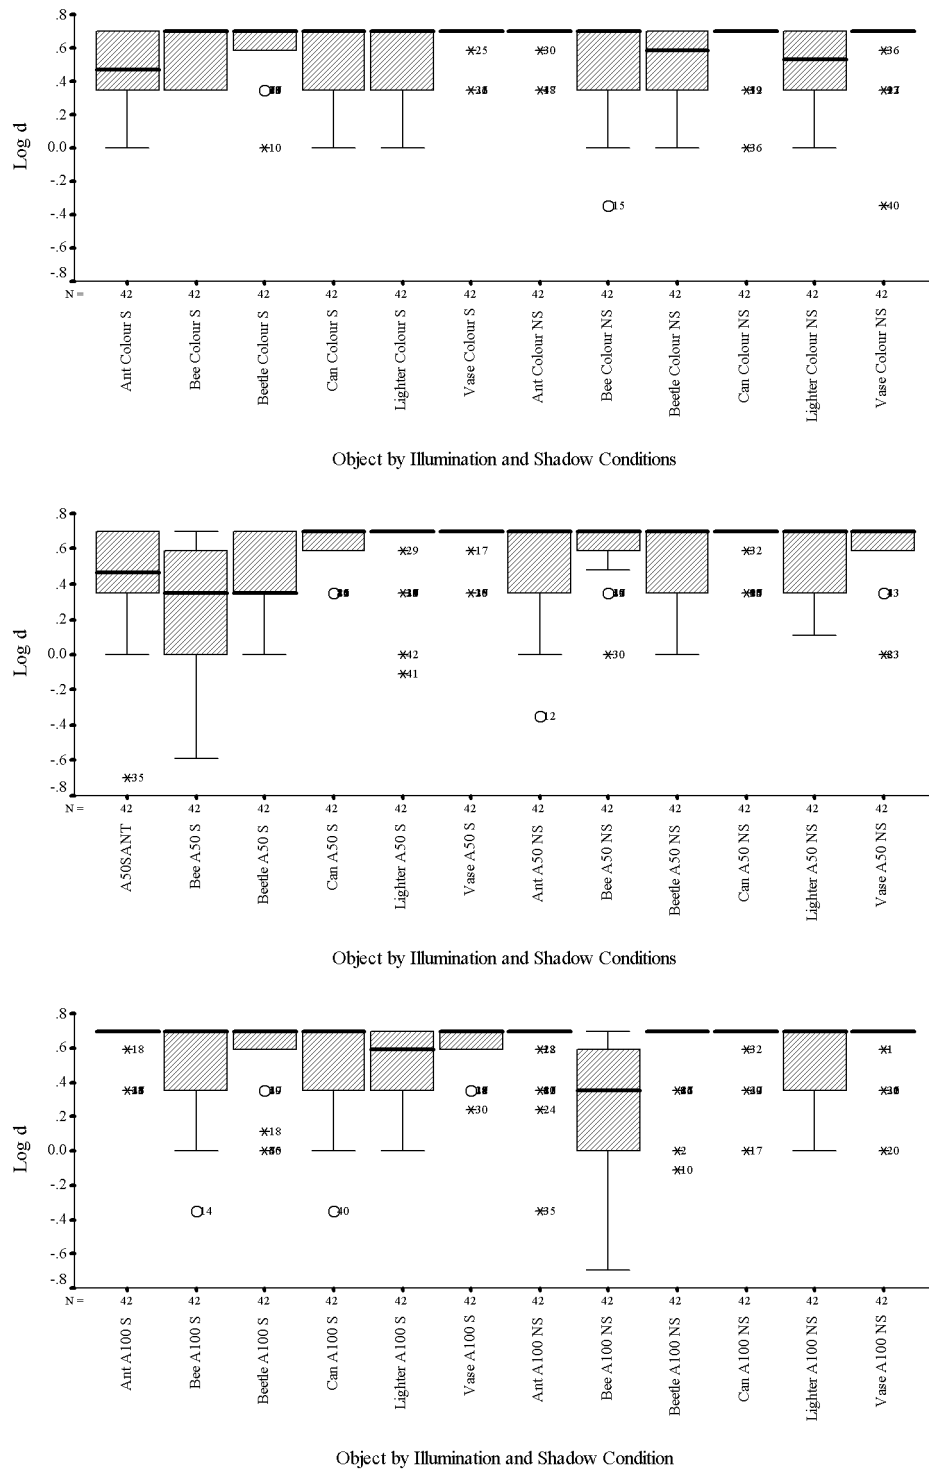 .8
.6
.4
.2
0.0
-.2
-.4
-.6
-.8
Log d
25
30
36
10
36
15
40
N = 42 42 42 42 42 42 42 42 42 42 42 42
Ant Colour S
Bee Colour S
Beetle Colour S
Can Colour S
Lighter Colour S
Vase Colour S
Ant Colour NS
Bee Colour NS
Beetle Colour NS
Can Colour NS
Lighter Colour NS
Vase Colour NS
Object by Illumination and Shadow Conditions
.8
.6
.4
.2
0.0
-.2
-.4
-.6
-.8
Log d
29
17
32
42
30
41
12
35
N = 42 42 42 42 42 42 42 42 42 42 42 42
A50SANT
Bee A50 S
Beetle A50 S
Can A50 S
Lighter A50 S
Vase A50 S
Ant A50 NS
Bee A50 NS
Beetle A50 NS
Can A50 NS
Lighter A50 NS
Vase A50 NS
Object by Illumination and Shadow Conditions
.8
.6
.4
.2
0.0
-.2
-.4
-.6
-.8
Log d
18
32
1
30
24
18
2
17
20
10
14
40
35
N = 42 42 42 42 42 42 42 42 42 42 42 42
Ant A100 S
Bee A100 S
Beetle A100 S
Can A100 S
Lighter A100 S
Vase A100 S
Ant A100 NS
Bee A100 NS
Beetle A100 NS
Can A100 NS
Lighter A100 NS
Vase A100 NS
Object by Illumination and Shadow Condition